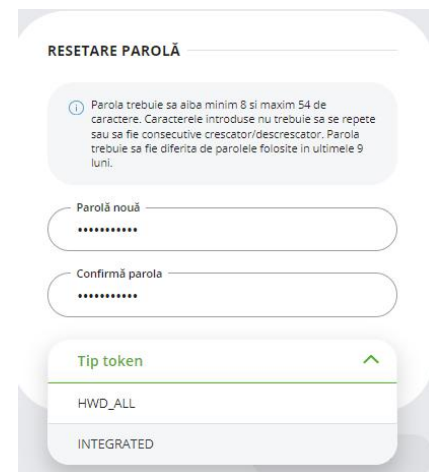 RESETARE PAROLĂ
Parola trebuie sa aiba minim 8 si maxim 54 de
caractere. Caracterele introduse nu trebuie sa se repete
sau sa fie consecutive crescator/descrescator. Parola
trebuie sa fie diferita de parolele folosite in ultimele 9
luni.
Parolă nouă
•••••••••••
Confirmă parola
•••••••••••
Tip token
HWD_ALL
INTEGRATED